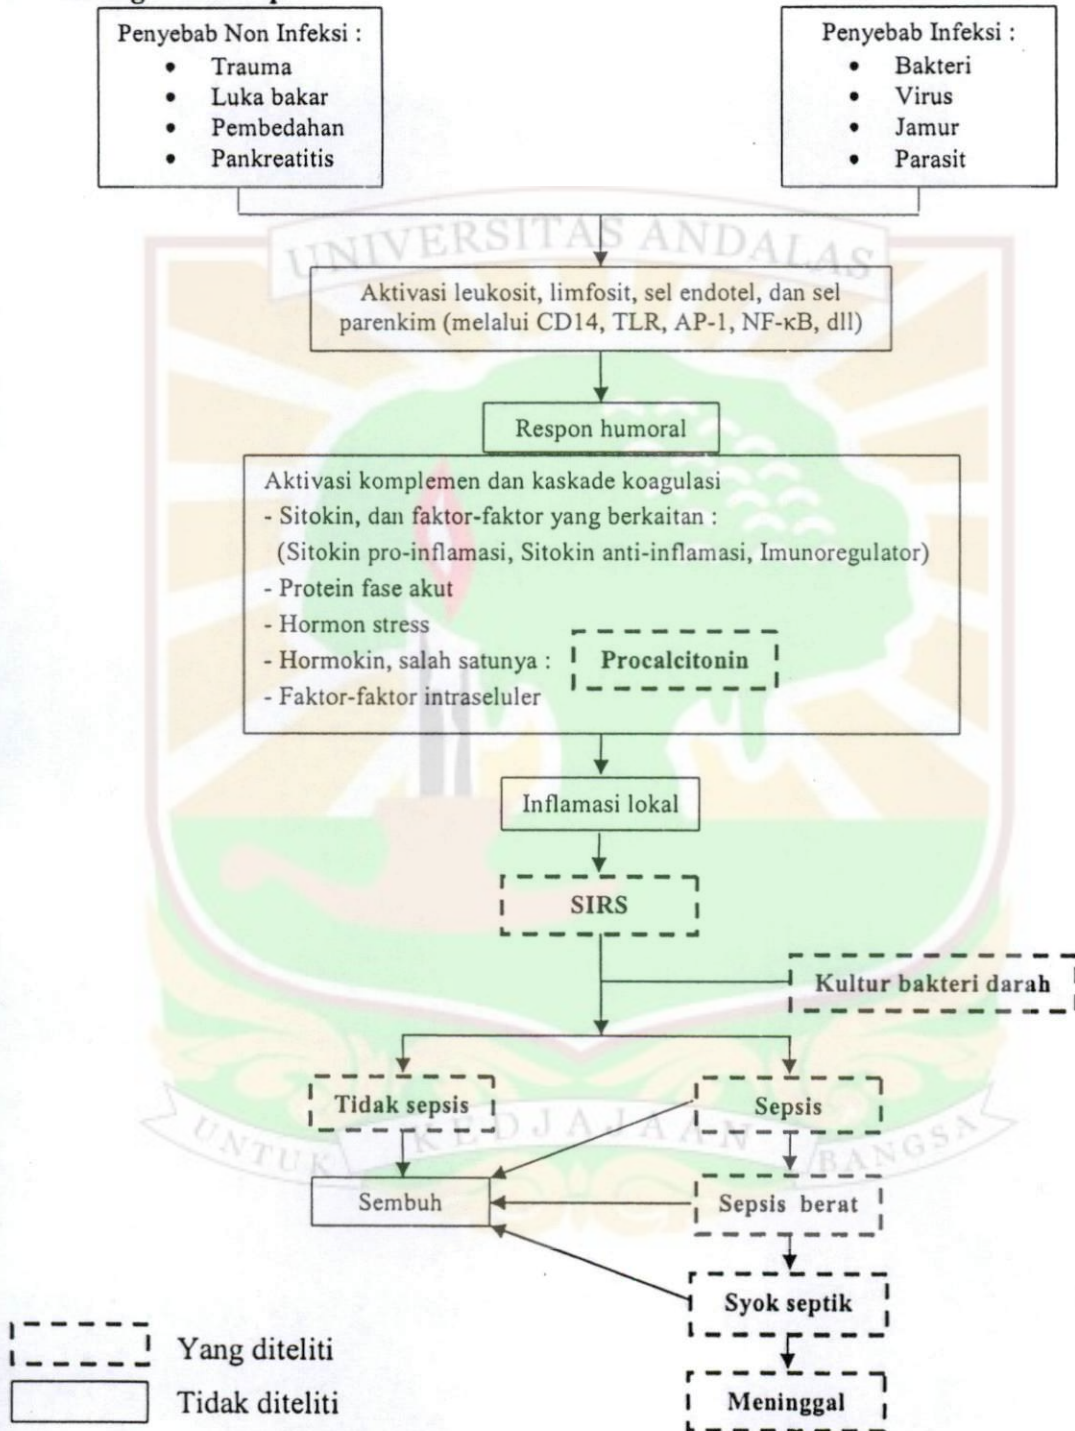 Penyebab Non Infeksi :
• Trauma
• Luka bakar
• Pembedahan
• Pankreatitis
Penyebab Infeksi :
• Bakteri
• Virus
• Jamur
• Parasit
UNIVERSITAS ANDALAS
Aktivasi leukosit, limfosit, sel endotel, dan sel
parenkim (melalui CD14, TLR, AP-1, NF-κB, dll)
Respon humoral
Aktivasi komplemen dan kaskade koagulasi
- Sitokin, dan faktor-faktor yang berkaitan :
(Sitokin pro-inflamasi, Sitokin anti-inflamasi, Imunoregulator)
- Protein fase akut
- Hormon stress
- Hormokin, salah satunya : Procalcitonin
- Faktor-faktor intraseluler
Inflamasi lokal
SIRS
Kultur bakteri darah
Tidak sepsis
Sepsis
UNTUK KEDJAJAAN BANGSA
Sembuh
Sepsis berat
Syok septik
Yang diteliti
Tidak diteliti
Meninggal